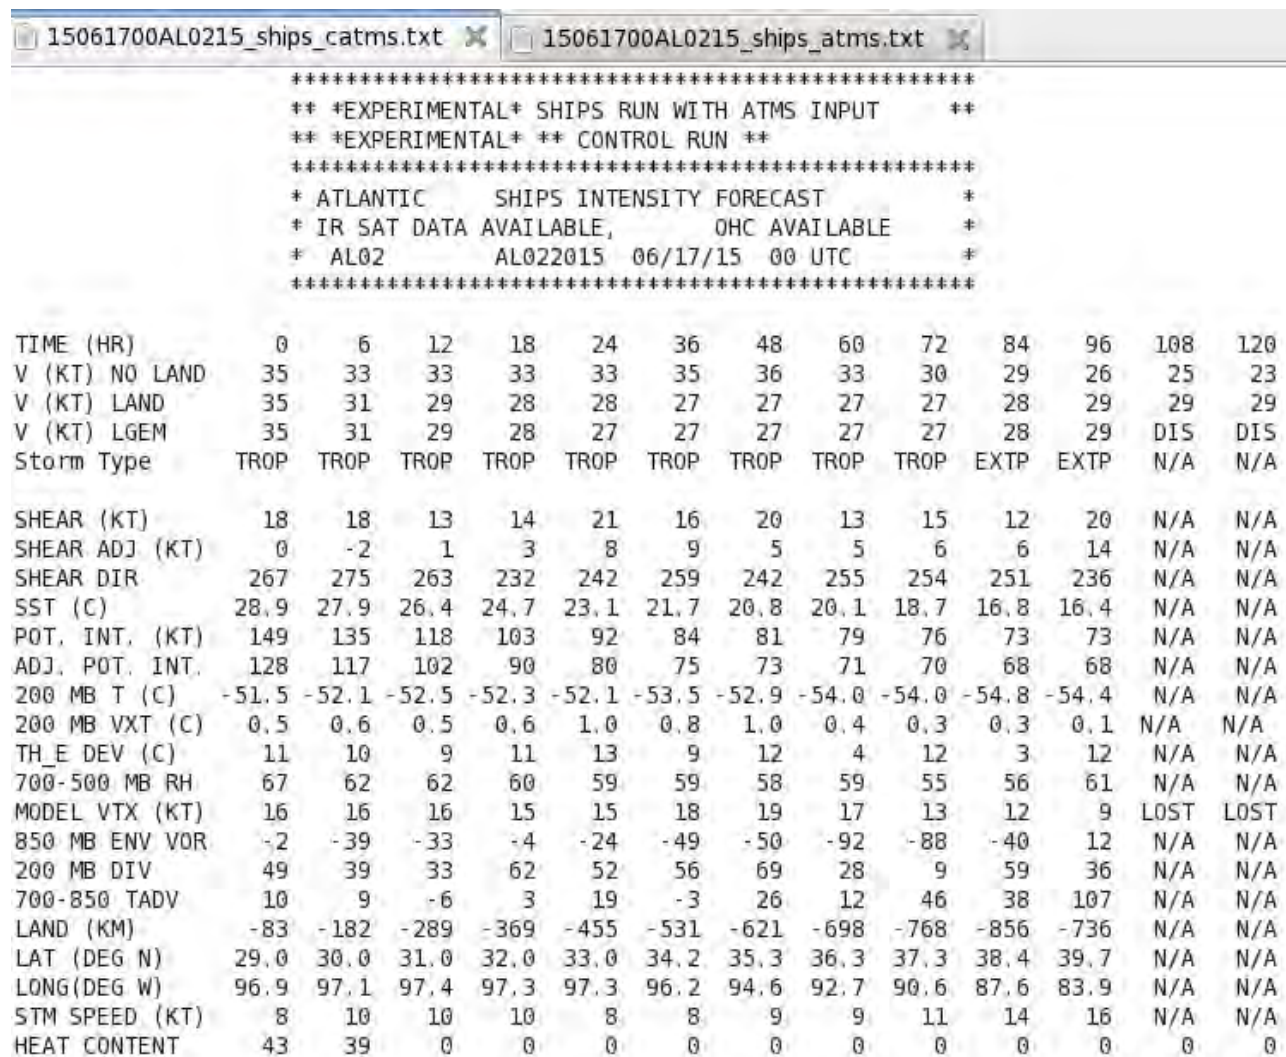 15061700AL0215_ships_catms.txt 15061700AL0215_ships_atms.txt
**************************************************
** *EXPERIMENTAL* SHIPS RUN WITH ATMS INPUT **
** *EXPERIMENTAL* ** CONTROL RUN **
**************************************************
* ATLANTIC SHIPS INTENSITY FORECAST *
* IR SAT DATA AVAILABLE, OHC AVAILABLE *
* AL02 AL022015 06/17/15 00 UTC *
**************************************************
TIME (HR) 0 6 12 18 24 36 48 60 72 84 96 108 120
V (KT) NO LAND 35 33 33 33 33 35 36 33 30 29 26 25 23
V (KT) LAND 35 31 29 28 28 27 27 27 27 28 29 29 29
V (KT) LGEM 35 31 29 28 27 27 27 27 27 28 29 DIS DIS
Storm Type TROP TROP TROP TROP TROP TROP TROP TROP TROP EXTP EXTP N/A N/A
SHEAR (KT) 18 18 13 14 21 16 20 13 15 12 20 N/A N/A
SHEAR ADJ (KT) 0 -2 1 3 8 9 5 5 6 6 14 N/A N/A
SHEAR DIR 267 275 263 232 242 259 242 255 254 251 236 N/A N/A
SST (C) 28.9 27.9 26.4 24.7 23.1 21.7 20.8 20.1 18.7 16.8 16.4 N/A N/A
POT. INT. (KT) 149 135 118 103 92 84 81 79 76 73 73 N/A N/A
ADJ. POT. INT. 128 117 102 90 80 75 73 71 70 68 68 N/A N/A
200 MB T (C) -51.5 -52.1 -52.5 -52.3 -52.1 -53.5 -52.9 -54.0 -54.0 -54.8 -54.4 N/A N/A
200 MB VXT (C) 0.5 0.6 0.5 0.6 1.0 0.8 1.0 0.4 0.3 0.3 0.1 N/A N/A
TH_E DEV (C) 11 10 9 11 13 9 12 4 12 3 12 N/A N/A
700-500 MB RH 67 62 62 60 59 59 58 59 55 56 61 N/A N/A
MODEL VTX (KT) 16 16 16 15 15 18 19 17 13 12 9 LOST LOST
850 MB ENV VOR -2 -39 -33 -4 -24 -49 -50 -92 -88 -40 12 N/A N/A
200 MB DIV 49 39 33 62 52 56 69 28 9 59 36 N/A N/A
700-850 TADV 10 9 -6 3 19 -3 26 12 46 38 107 N/A N/A
LAND (KM) -83 -182 -289 -369 -455 -531 -621 -698 -768 -856 -736 N/A N/A
LAT (DEG N) 29.0 30.0 31.0 32.0 33.0 34.2 35.3 36.3 37.3 38.4 39.7 N/A N/A
LONG(DEG W) 96.9 97.1 97.4 97.3 97.3 96.2 94.6 92.7 90.6 87.6 83.9 N/A N/A
STM SPEED (KT) 8 10 10 10 8 8 9 9 11 14 16 N/A N/A
HEAT CONTENT 43 39 0 0 0 0 0 0 0 0 0 0 0